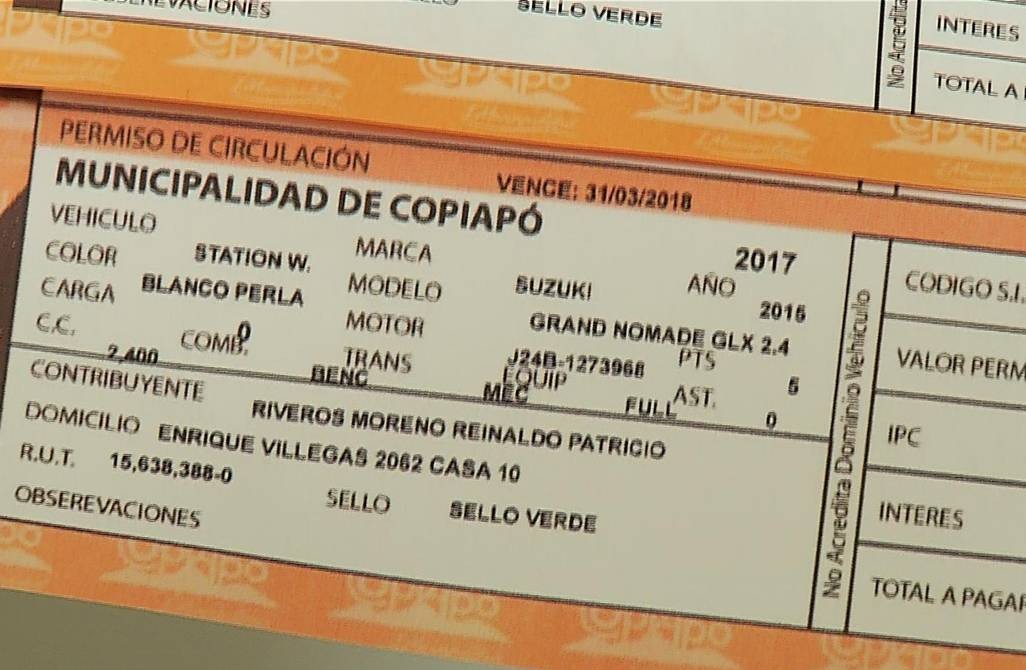 OBSEREVACIONES SELLO VERDE
No Acredita
INTERES
TOTAL A
PERMISO DE CIRCULACIÓN VENCE: 31/03/2018
MUNICIPALIDAD DE COPIAPÓ 2017
VEHICULO STATION W. MARCA SUZUKI AÑO 2015
COLOR BLANCO PERLA MODELO GRAND NOMADE GLX 2.4
CARGA 0 MOTOR J24B-1273968 PTS 5
C.C. 2,400 COMB. BENC TRANS MEC EQUIP FULL AST. 0
CONTRIBUYENTE RIVEROS MORENO REINALDO PATRICIO
DOMICILIO ENRIQUE VILLEGAS 2062 CASA 10
R.U.T. 15,638,388-0 SELLO SELLO VERDE
OBSEREVACIONES
No Acredita Dominio Vehiculo
CODIGO S.I.
VALOR PERM
IPC
INTERES
TOTAL A PAGAR